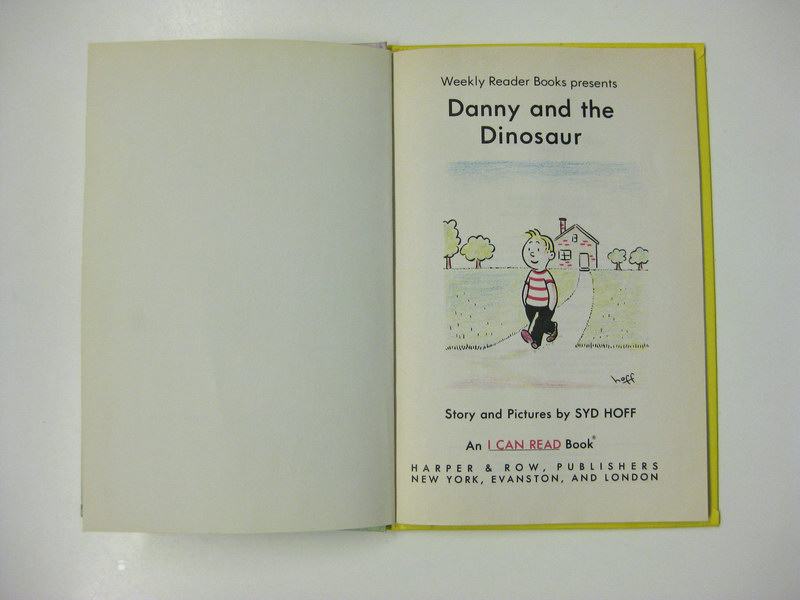 Weekly Reader Books presents
Danny and the
Dinosaur
hoff
Story and Pictures by SYD HOFF
An I CAN READ Book®
HARPER & ROW, PUBLISHERS
NEW YORK, EVANSTON, AND LONDON